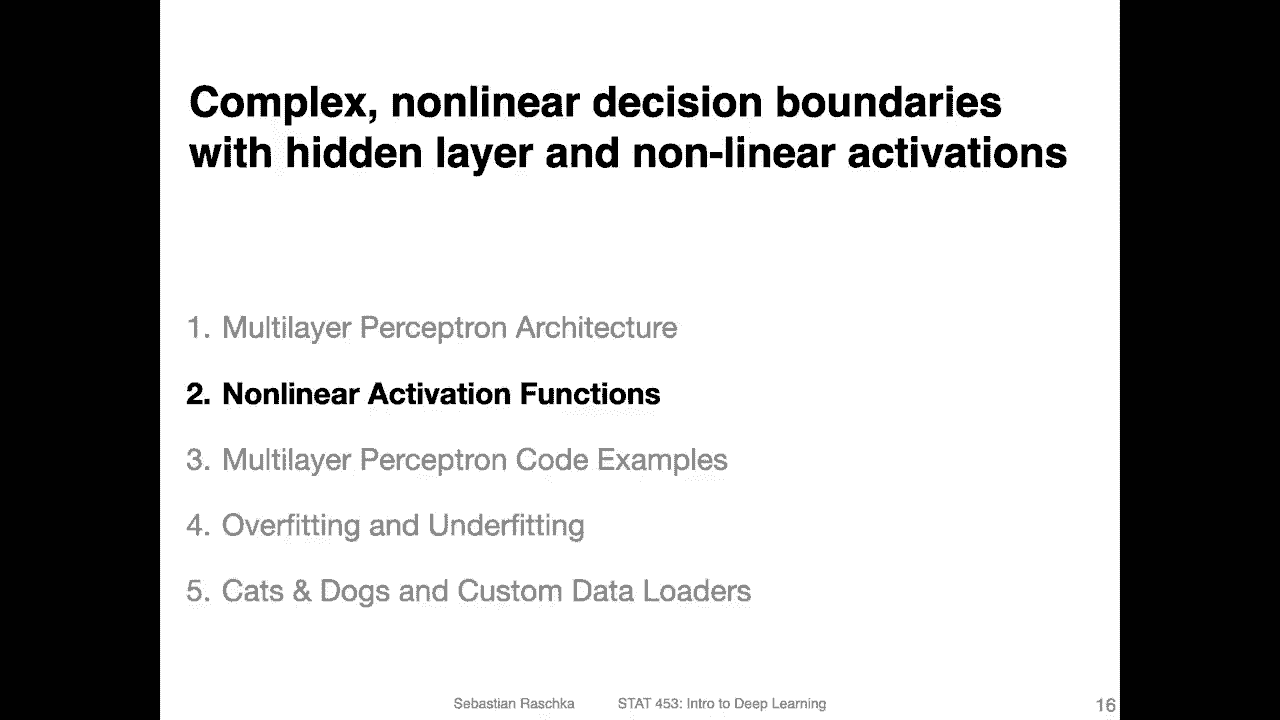 Complex, nonlinear decision boundaries
with hidden layer and non-linear activations
1. Multilayer Perceptron Architecture
2. Nonlinear Activation Functions
3. Multilayer Perceptron Code Examples
4. Overfitting and Underfitting
5. Cats & Dogs and Custom Data Loaders
Sebastian Raschka STAT 453: Intro to Deep Learning 16